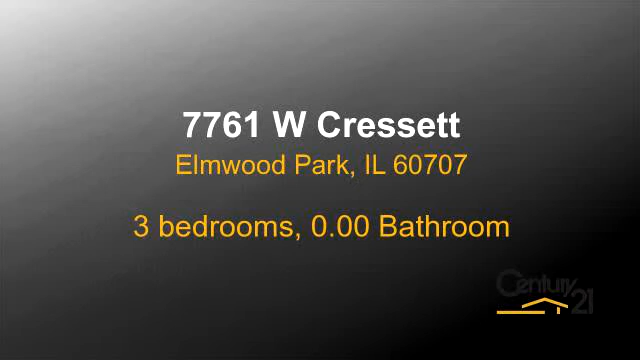 7761 W Cressett
Elmwood Park, IL 60707
3 bedrooms, 0.00 Bathroom
Century 21